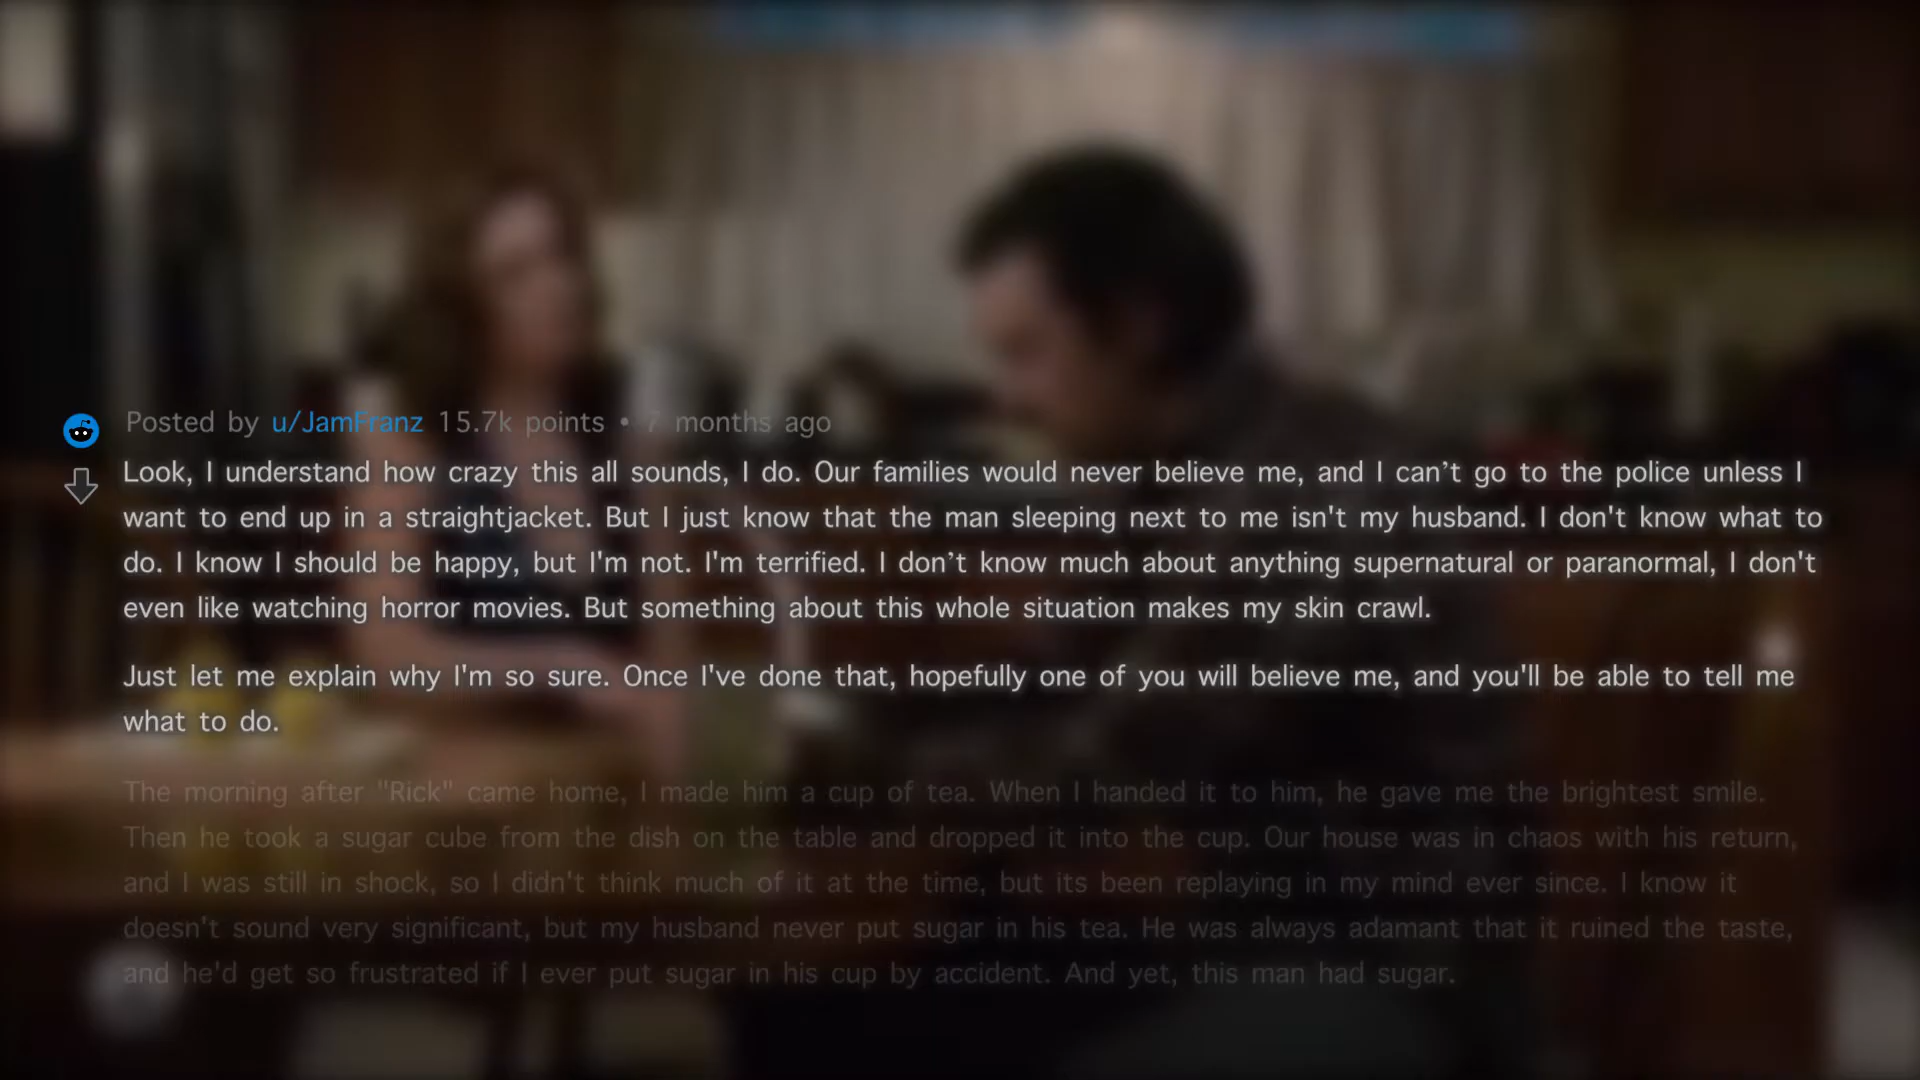 Posted by u/JamFranz 15.7k points • 7 months ago
Look, I understand how crazy this all sounds, I do. Our families would never believe me, and I can’t go to the police unless I
want to end up in a straightjacket. But I just know that the man sleeping next to me isn't my husband. I don't know what to
do. I know I should be happy, but I'm not. I'm terrified. I don’t know much about anything supernatural or paranormal, I don't
even like watching horror movies. But something about this whole situation makes my skin crawl.
Just let me explain why I'm so sure. Once I've done that, hopefully one of you will believe me, and you'll be able to tell me
what to do.
The morning after "Rick" came home, I made him a cup of tea. When I handed it to him, he gave me the brightest smile.
Then he took a sugar cube from the dish on the table and dropped it into the cup. Our house was in chaos with his return,
and I was still in shock, so I didn't think much of it at the time, but its been replaying in my mind ever since. I know it
doesn't sound very significant, but my husband never put sugar in his tea. He was always adamant that it ruined the taste,
and he'd get so frustrated if I ever put sugar in his cup by accident. And yet, this man had sugar.